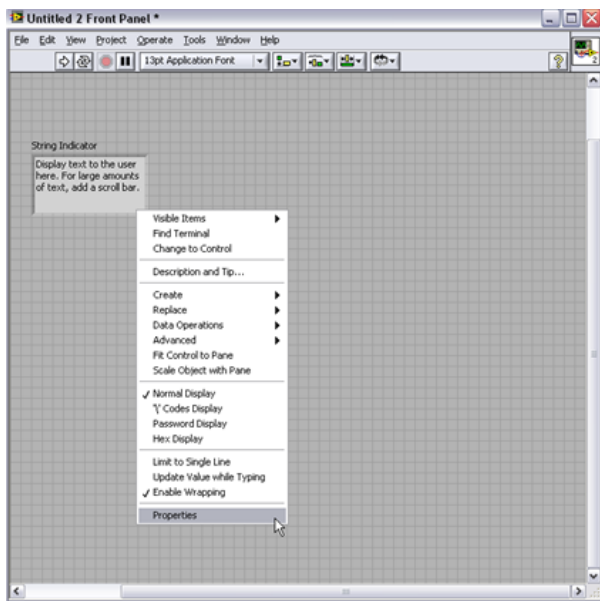 Untitled 2 Front Panel *
File Edit View Project Operate Tools Window Help
13pt Application Font
2
String Indicator
Display text to the user
here. For large amounts
of text, add a scroll bar.
Visible Items
Find Terminal
Change to Control
Description and Tip...
Create
Replace
Data Operations
Advanced
Fit Control to Pane
Scale Object with Pane
Normal Display
'\' Codes Display
Password Display
Hex Display
Limit to Single Line
Update Value while Typing
Enable Wrapping
Properties